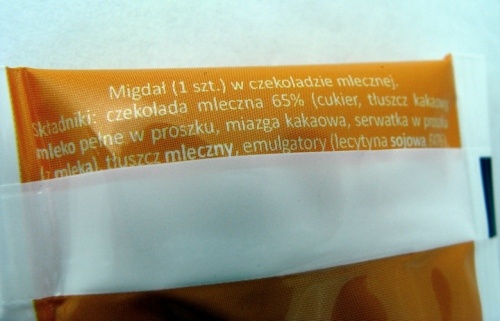 Migdał (1 szt.) w czekoladzie mlecznej.
Składniki: czekolada mleczna 65% (cukier, tłuszcz kakaowy
mleko pełne w proszku, miazga kakaowa, serwatka w proszku
(z mleka), tłuszcz mleczny, emulgatory (lecytyna sojowa